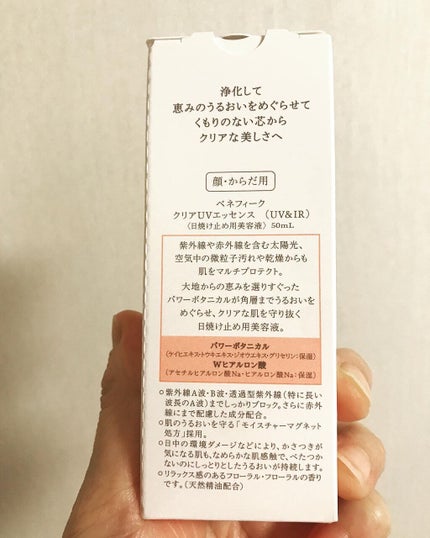 浄化して
恵みのうるおいをめぐらせて
くもりのない芯から
クリアな美しさへ
顔・からだ用
ベネフィーク
クリアUVエッセンス （UV&IR）
〈日焼け止め用美容液〉 50mL
紫外線や赤外線を含む太陽光、
空気中の微粒子汚れや乾燥からも
肌をマルチプロテクト。
大地からの恵みを選りすぐった
パワーボタニカルが角層までうるおいを
めぐらせ、クリアな肌を守り抜く
日焼け止め用美容液。
パワーボタニカル
（ケイヒエキス・トウキエキス・ジオウエキス・グリセリン：保湿）
Wヒアルロン酸
（アセチルヒアルロン酸Na・ヒアルロン酸Na：保湿）
○紫外線A波・B波・透過型紫外線（特に長い
波長のA波）までしっかりブロック。さらに赤外
線にまで配慮した成分配合。
○肌のうるおいを守る「モイスチャーマグネット
処方」採用。
○日中の環境ダメージなどにより、かさつきが
気になる肌も、なめらかな肌感触で、べたつか
ないのにしっとりとしたうるおいが持続します。
○リラックス感のあるフローラル・フローラルの香り
です。（天然精油配合）